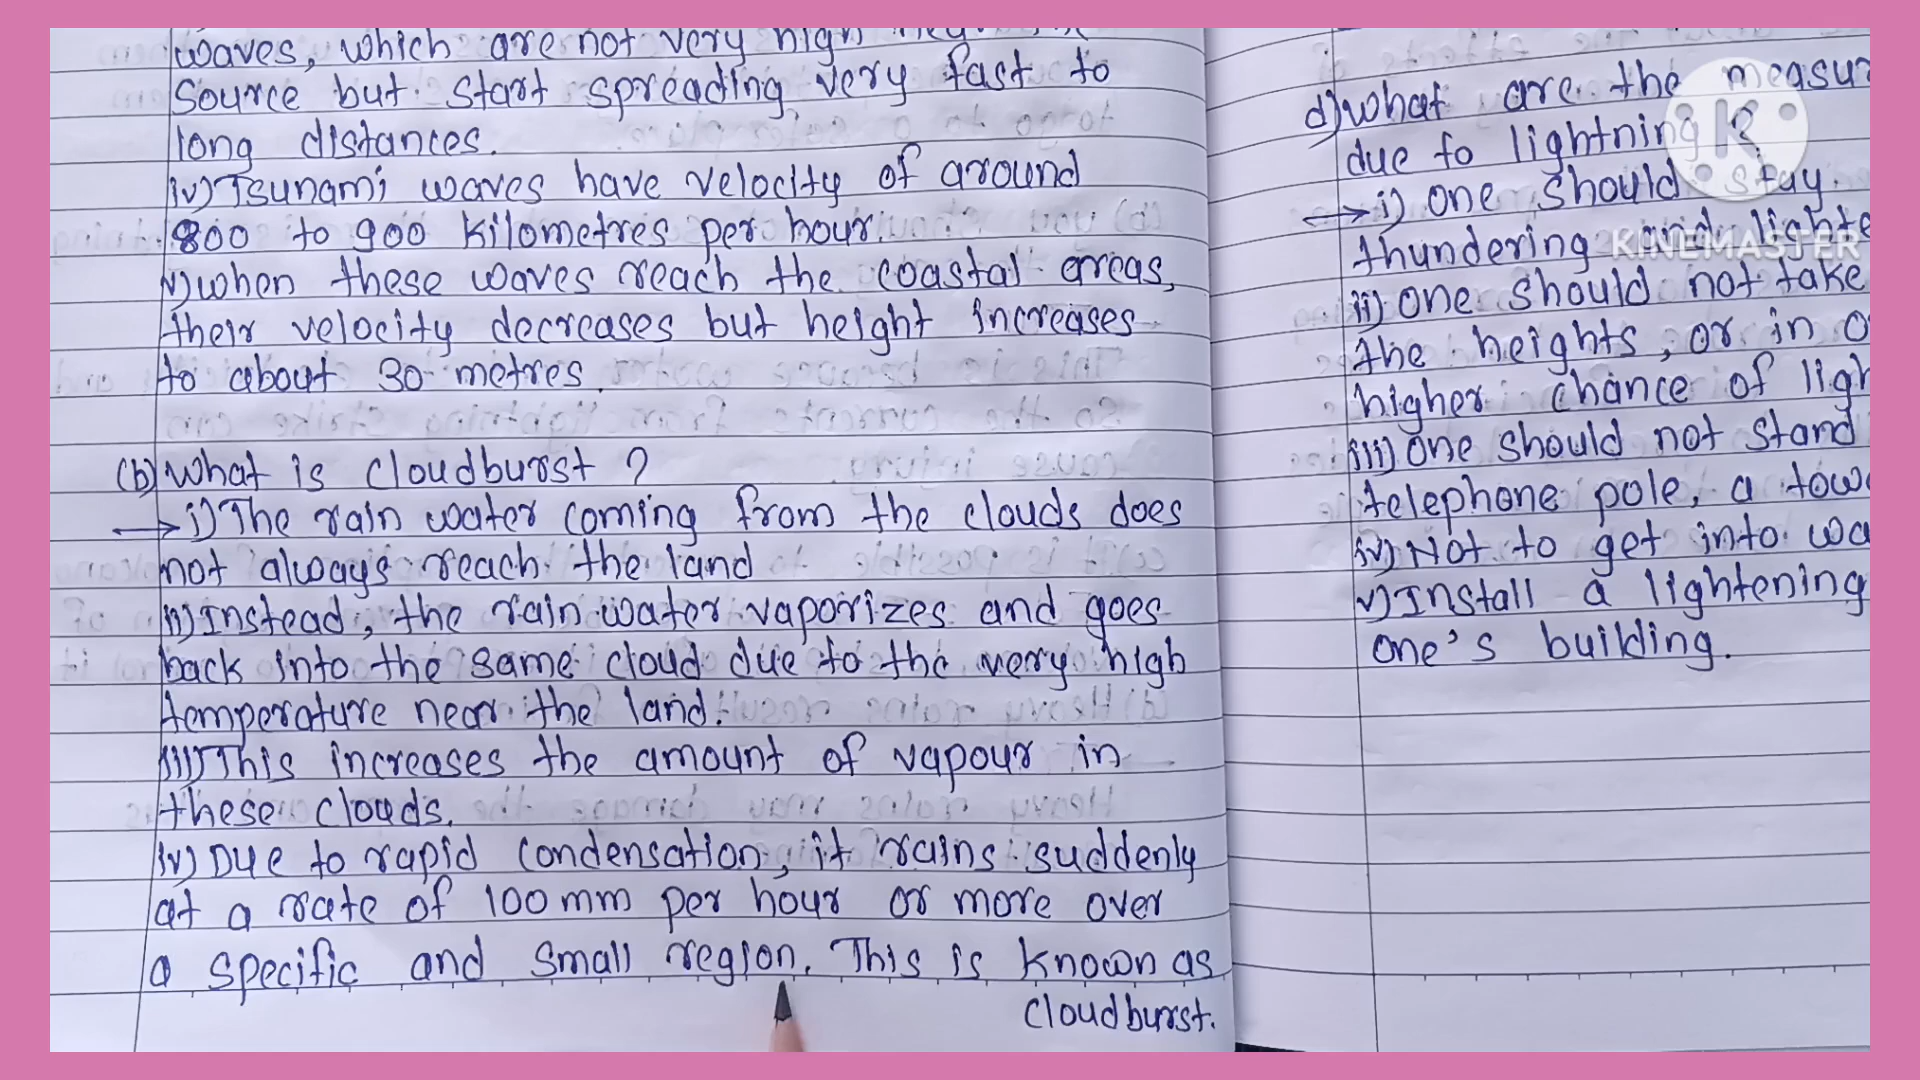 waves, which are not very high
source but start spreading very fast to
long distances.
iv) Tsunami waves have velocity of around
800 to 900 kilometres per hour.
v) when these waves reach the coastal areas,
their velocity decreases but height increases
to about 30 metres.
(b) what is cloudburst ?
→ i) The rain water coming from the clouds does
not always reach the land
ii) Instead, the rain water vaporizes and goes
back into the same cloud due to the very high
temperature near the land.
iii) This increases the amount of vapour in
these clouds.
iv) Due to rapid condensation, it rains suddenly
at a rate of 100 mm per hour or more over
a specific and small region. This is known as
cloudburst.
d) what are the measur
due to lightning ?
→ i) one should stay
thundering and lighte
ii) one should not take
the heights, or in o
higher chance of ligh
iii) one should not stand
telephone pole, a tow
iv) Not to get into wa
v) Install a lightening
one's building.
K
KINEMASTER